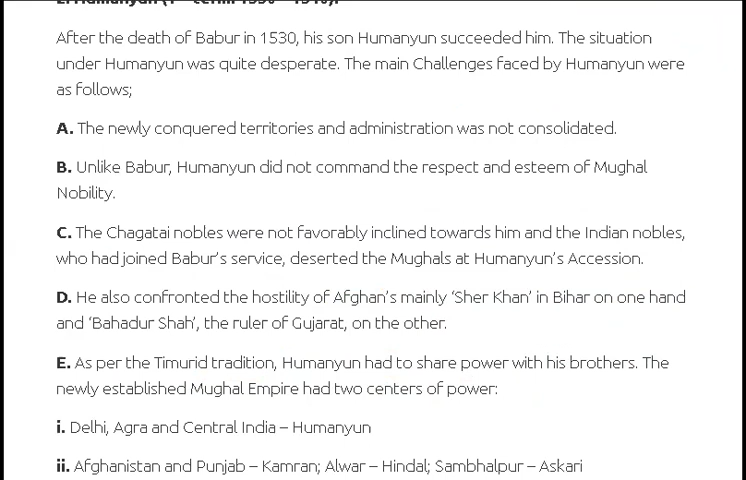 After the death of Babur in 1530, his son Humanyun succeeded him. The situation
under Humanyun was quite desperate. The main Challenges faced by Humanyun were
as follows;
A. The newly conquered territories and administration was not consolidated.
B. Unlike Babur, Humanyun did not command the respect and esteem of Mughal
Nobility.
C. The Chagatai nobles were not favorably inclined towards him and the Indian nobles,
who had joined Babur's service, deserted the Mughals at Humanyun's Accession.
D. He also confronted the hostility of Afghan's mainly 'Sher Khan' in Bihar on one hand
and 'Bahadur Shah', the ruler of Gujarat, on the other.
E. As per the Timurid tradition, Humanyun had to share power with his brothers. The
newly established Mughal Empire had two centers of power:
i. Delhi, Agra and Central India – Humanyun
ii. Afghanistan and Punjab – Kamran; Alwar – Hindal; Sambhalpur – Askari